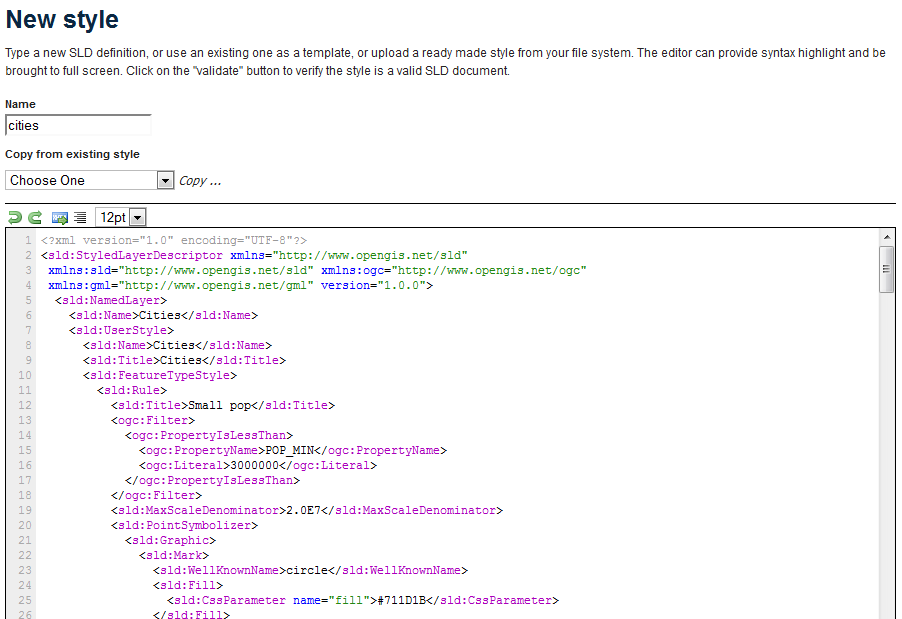 New style
Type a new SLD definition, or use an existing one as a template, or upload a ready made style from your file system. The editor can provide syntax highlight and be
brought to full screen. Click on the "validate" button to verify the style is a valid SLD document.
Name
cities
Copy from existing style
Choose One Copy ...
12pt
1 <?xml version="1.0" encoding="UTF-8"?>
2 <sld:StyledLayerDescriptor xmlns="http://www.opengis.net/sld"
3 xmlns:sld="http://www.opengis.net/sld" xmlns:ogc="http://www.opengis.net/ogc"
4 xmlns:gml="http://www.opengis.net/gml" version="1.0.0">
5 <sld:NamedLayer>
6 <sld:Name>Cities</sld:Name>
7 <sld:UserStyle>
8 <sld:Name>Cities</sld:Name>
9 <sld:Title>Cities</sld:Title>
10 <sld:FeatureTypeStyle>
11 <sld:Rule>
12 <sld:Title>Small pop</sld:Title>
13 <ogc:Filter>
14 <ogc:PropertyIsLessThan>
15 <ogc:PropertyName>POP_MIN</ogc:PropertyName>
16 <ogc:Literal>3000000</ogc:Literal>
17 </ogc:PropertyIsLessThan>
18 </ogc:Filter>
19 <sld:MaxScaleDenominator>2.0E7</sld:MaxScaleDenominator>
20 <sld:PointSymbolizer>
21 <sld:Graphic>
22 <sld:Mark>
23 <sld:WellKnownName>circle</sld:WellKnownName>
24 <sld:Fill>
25 <sld:CssParameter name="fill">#711D1B</sld:CssParameter>
26 </sld:Fill>